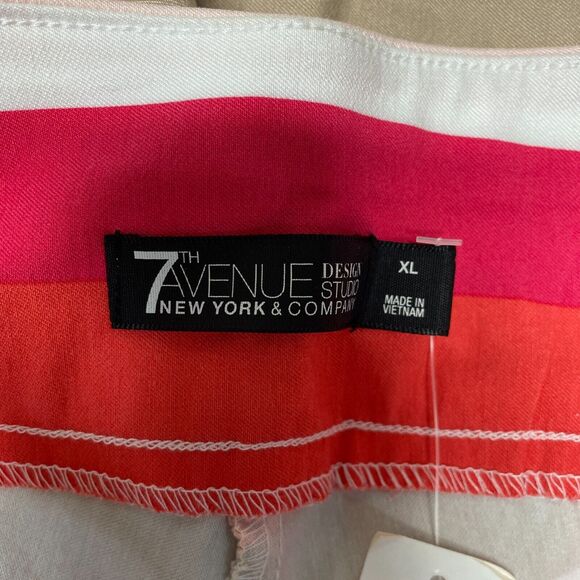 7TH
AVENUE DESIGN STUDIO
NEW YORK & COMPANY
XL
MADE IN
VIETNAM